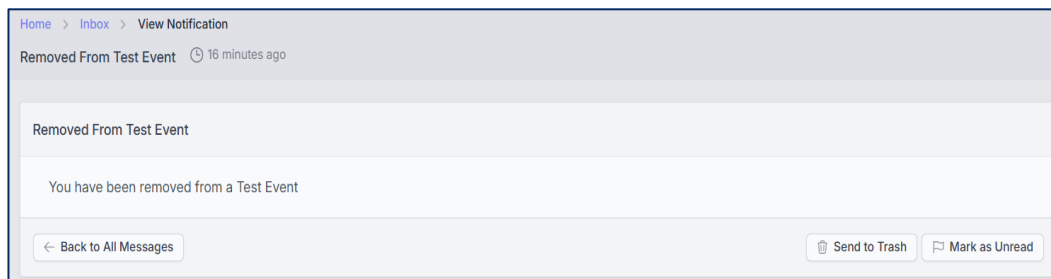 Home > Inbox > View Notification
Removed From Test Event 16 minutes ago
Removed From Test Event
You have been removed from a Test Event
← Back to All Messages Send to Trash Mark as Unread